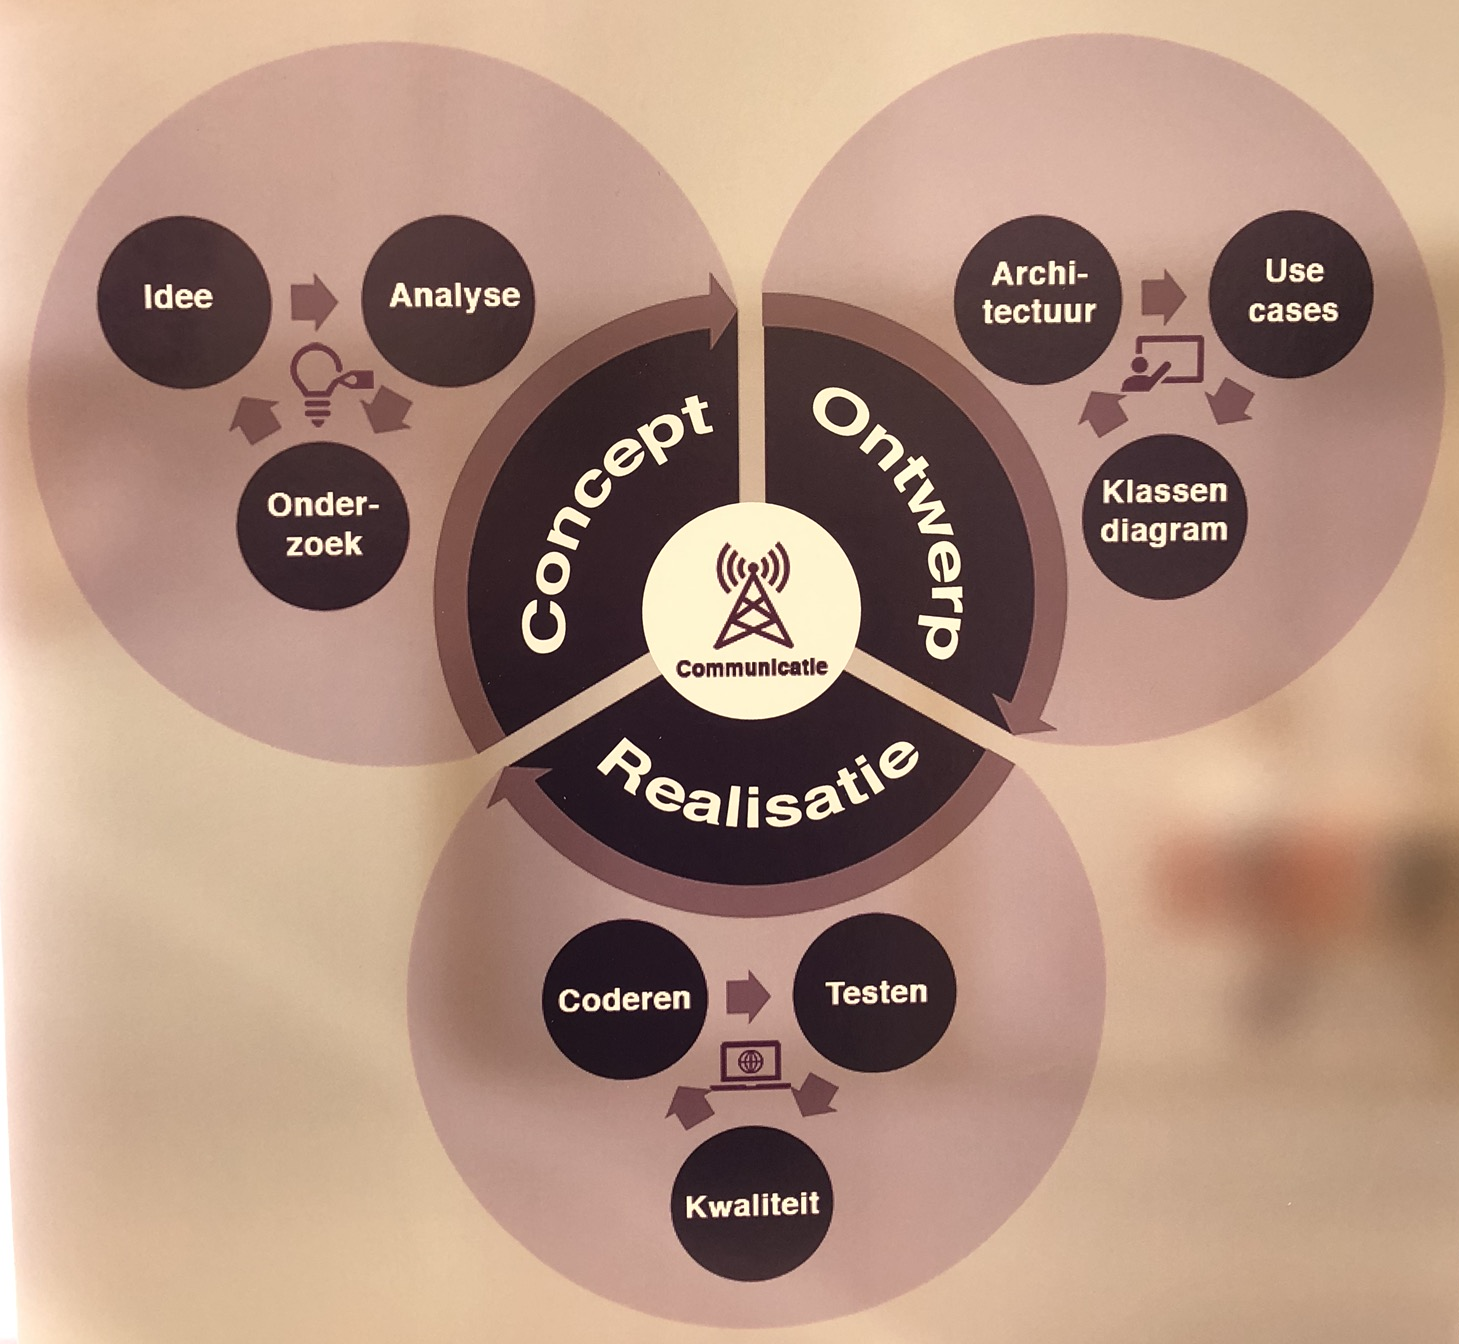 Idee
Analyse
Onder-
zoek
Concept
Archi-
tectuur
Use
cases
Klassen
diagram
Ontwerp
Communicatie
Realisatie
Coderen
Testen
Kwaliteit